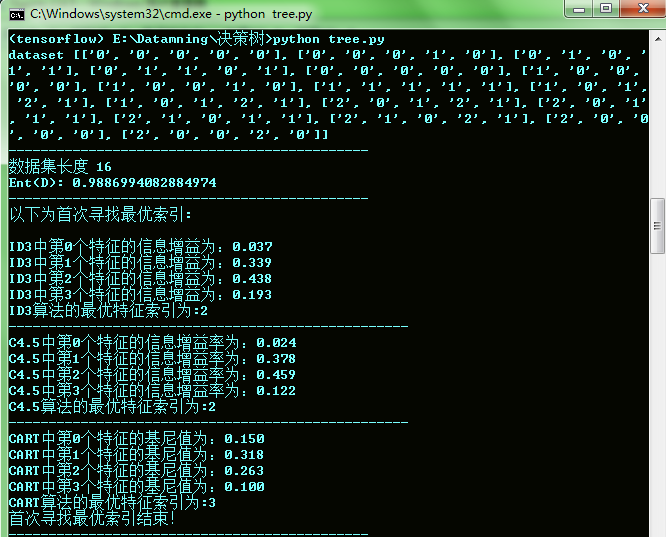 C:\Windows\system32\cmd.exe - python  tree.py
(tensorflow) E:\Datamning\决策树>python tree.py
dataset [['0', '0', '0', '0', '0'], ['0', '0', '0', '1', '0'], ['0', '1', '0', '
1', '1'], ['0', '1', '1', '0', '1'], ['0', '0', '0', '0', '0'], ['1', '0', '0',
'0', '0'], ['1', '0', '0', '1', '0'], ['1', '1', '1', '1', '1'], ['1', '0', '1',
 '2', '1'], ['1', '0', '1', '2', '1'], ['2', '0', '1', '2', '1'], ['2', '0', '1'
, '1', '1'], ['2', '1', '0', '1', '1'], ['2', '1', '0', '2', '1'], ['2', '0', '0
', '0', '0'], ['2', '0', '0', '2', '0']]
---------------------------------------------
数据集长度 16
Ent(D): 0.9886994082884974
---------------------------------------------
以下为首次寻找最优索引:
ID3中第0个特征的信息增益为：0.037
ID3中第1个特征的信息增益为：0.339
ID3中第2个特征的信息增益为：0.438
ID3中第3个特征的信息增益为：0.193
ID3算法的最优特征索引为:2
--------------------------------------------------
C4.5中第0个特征的信息增益率为：0.024
C4.5中第1个特征的信息增益率为：0.378
C4.5中第2个特征的信息增益率为：0.459
C4.5中第3个特征的信息增益率为：0.122
C4.5算法的最优特征索引为:2
--------------------------------------------------
CART中第0个特征的基尼值为：0.150
CART中第1个特征的基尼值为：0.318
CART中第2个特征的基尼值为：0.263
CART中第3个特征的基尼值为：0.100
CART算法的最优特征索引为:3
首次寻找最优索引结束！
---------------------------------------------